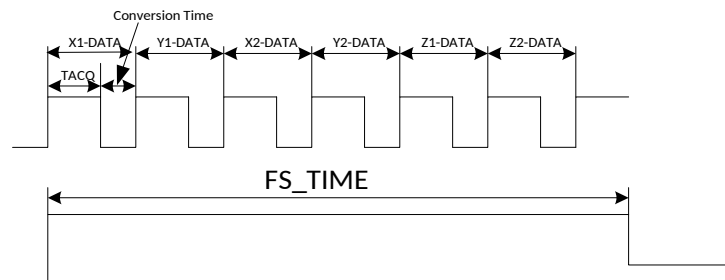 Conversion Time
X1-DATA Y1-DATA X2-DATA Y2-DATA Z1-DATA Z2-DATA
TACQ
FS_TIME